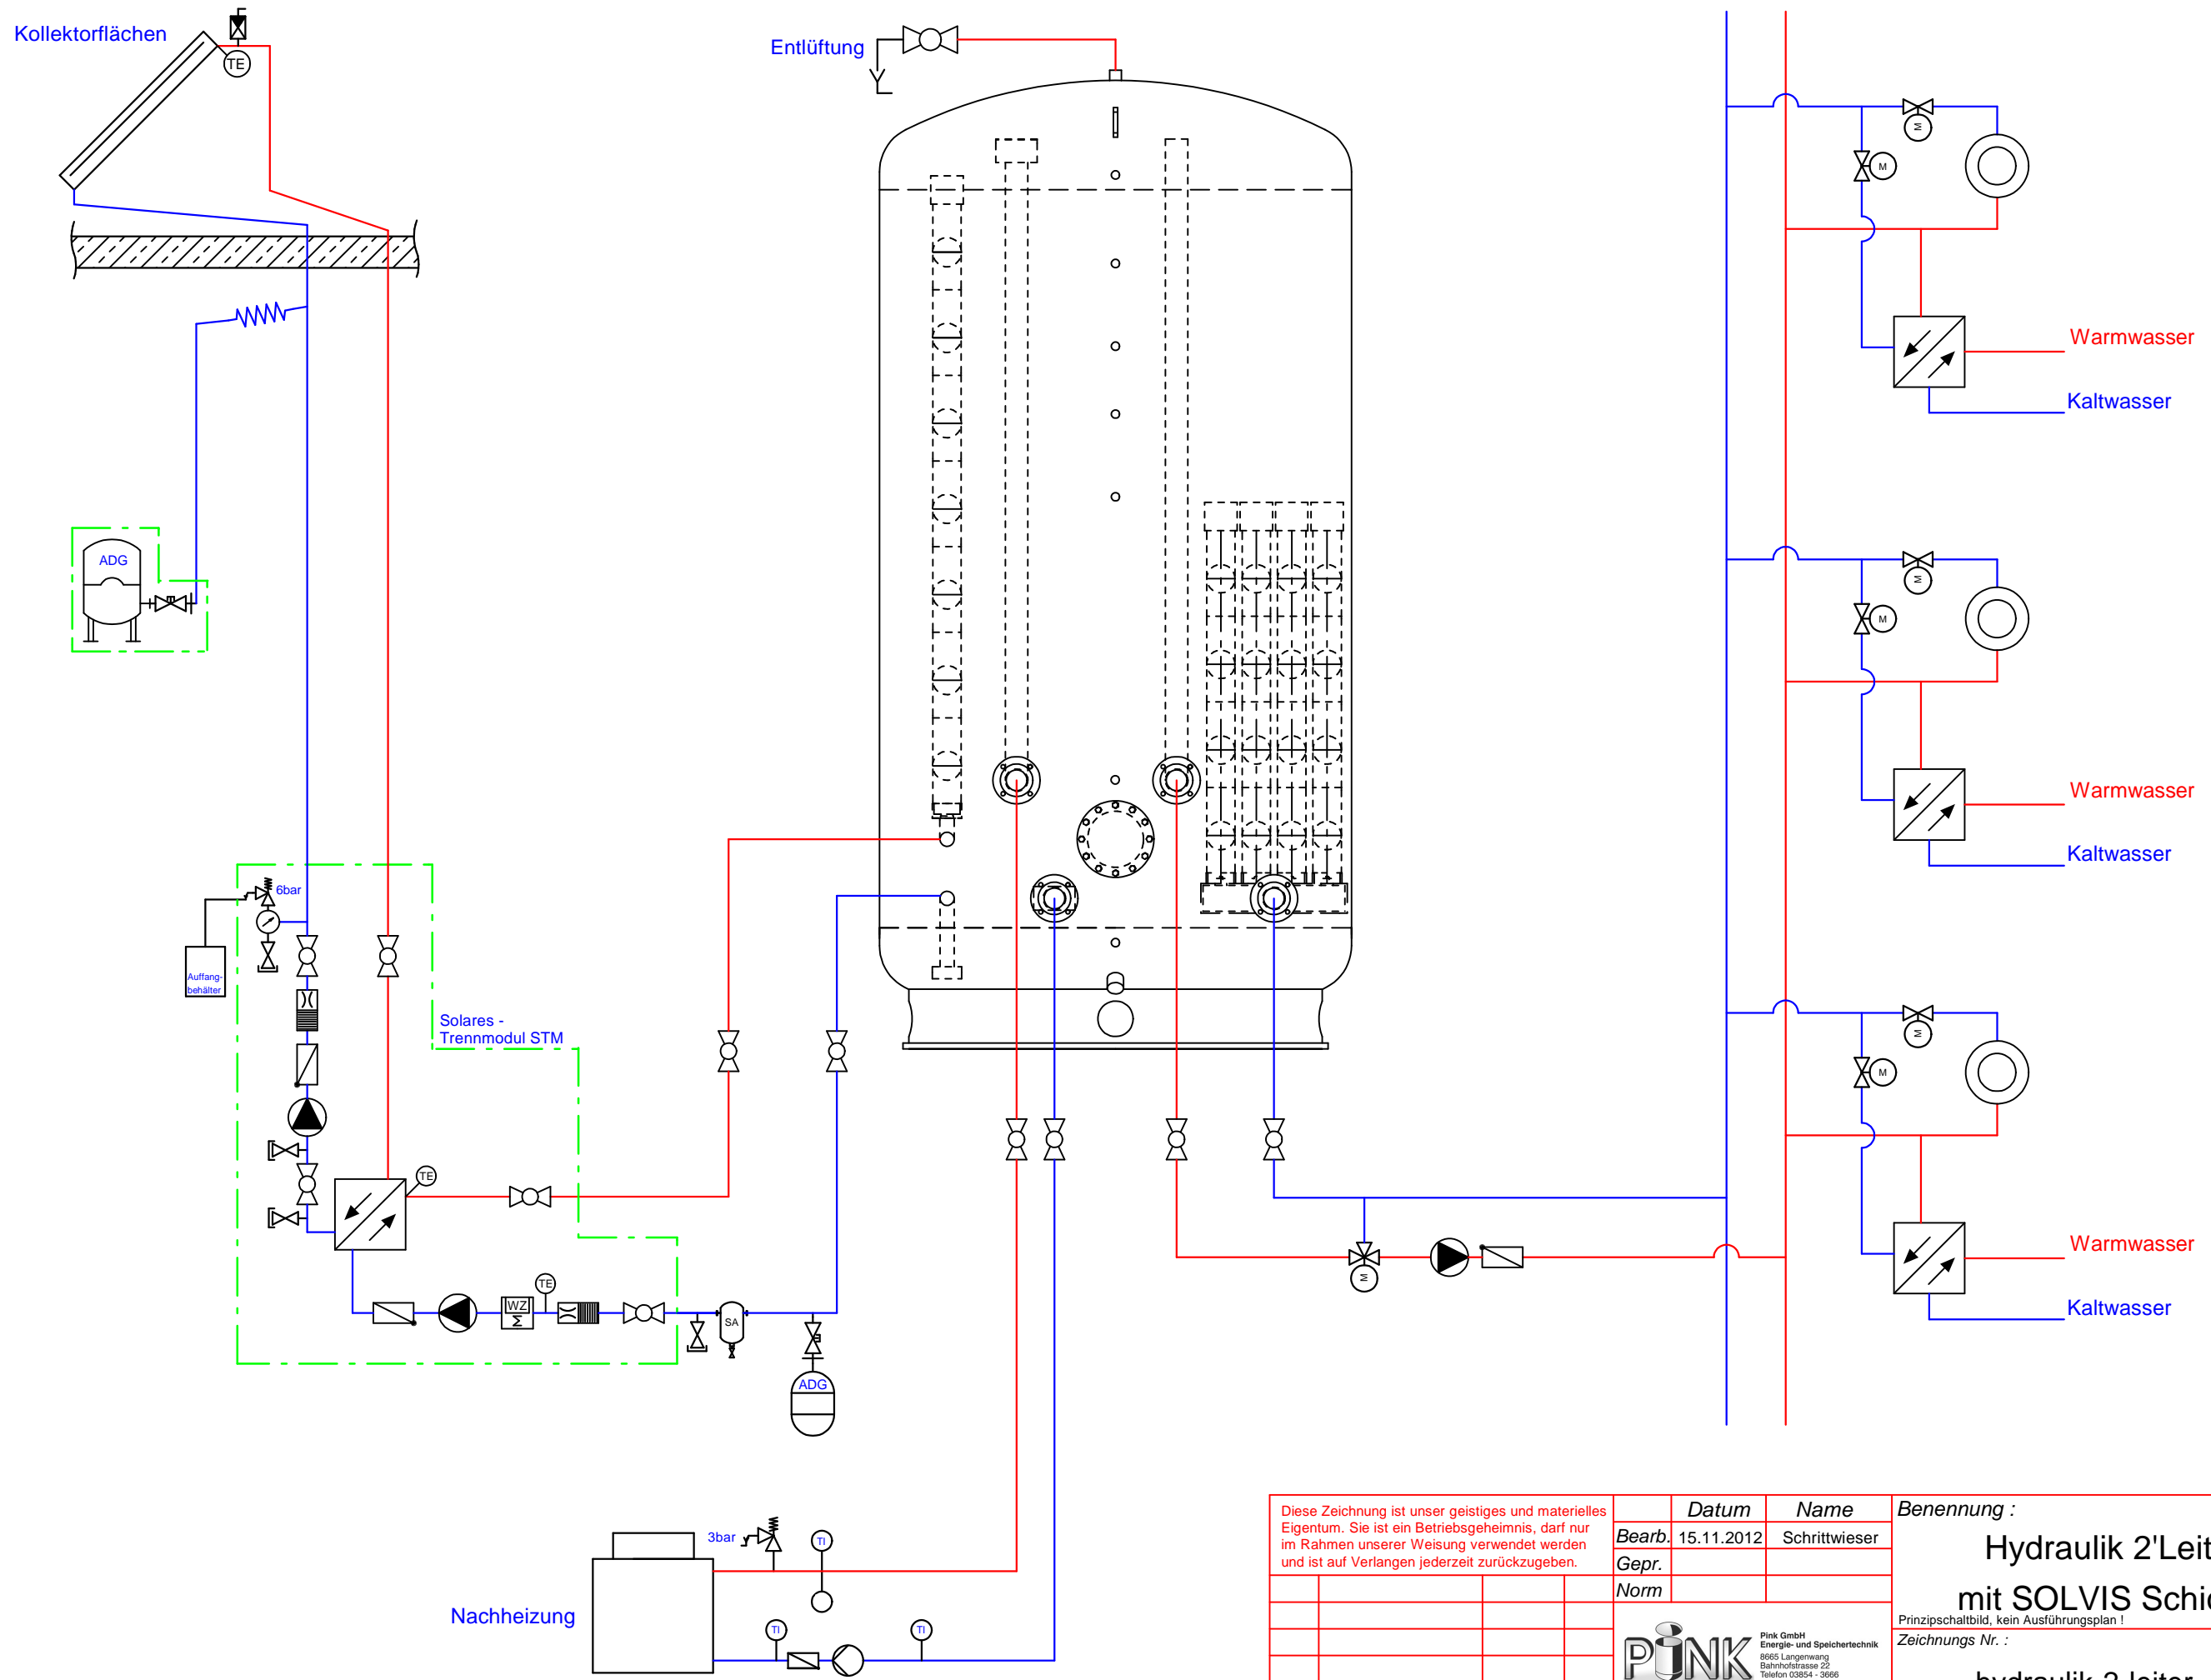 Kollektorflächen
TE
Entlüftung
M
M
Warmwasser
Kaltwasser
ADG
M
M
Warmwasser
Kaltwasser
6bar
Auffang-
behälter
Solares -
Trennmodul STM
TE
M
M
Warmwasser
Kaltwasser
M
TE
WZ
Σ
SA
ADG
3bar
TI
Nachheizung
TI
TI
Diese Zeichnung ist unser geistiges und materielles
Eigentum. Sie ist ein Betriebsgeheimnis, darf nur
im Rahmen unserer Weisung verwendet werden
und ist auf Verlangen jederzeit zurückzugeben.
Datum Name
Bearb. 15.11.2012 Schrittwieser
Gepr.
Norm
Benennung :
Hydraulik 2'Leit
mit SOLVIS Schic
Prinzipschaltbild, kein Ausführungsplan !
Zeichnungs Nr. :
hydraulik 2-leiter
PINK
Pink GmbH
Energie- und Speichertechnik
8665 Langenwang
Bahnhofstrasse 22
Telefon 03854 - 3666